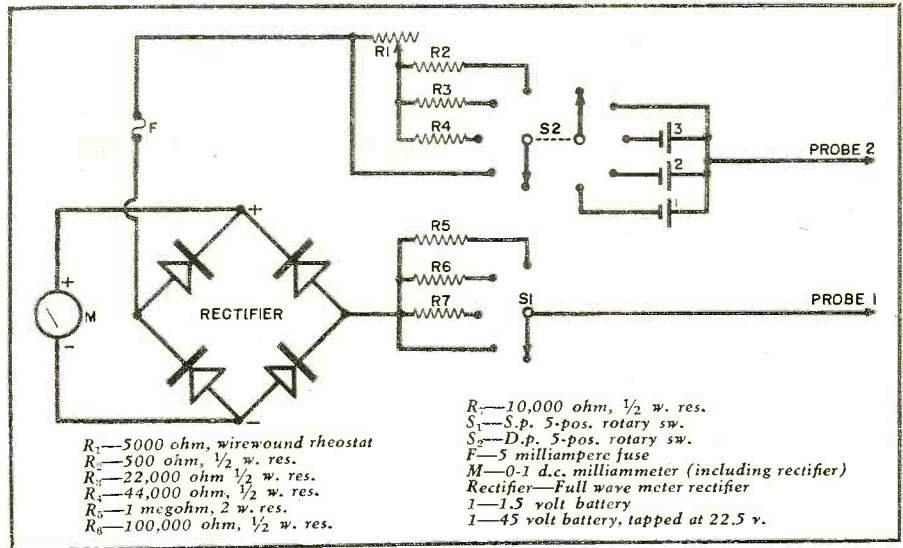 R1
R2
R3
R4
S2
3
2
1
PROBE 2
F
+
+
M
-
RECTIFIER
-
R5
R6
R7
S1
PROBE 1
R₁—5000 ohm, wirewound rheostat
R₂—500 ohm, ½ w. res.
R₃—22,000 ohm ½ w. res.
R₄—44,000 ohm, ½ w. res.
R₅—1 megohm, 2 w. res.
R₆—100,000 ohm, ½ w. res.
R₇—10,000 ohm, ½ w. res.
S₁—S.p. 5-pos. rotary sw.
S₂—D.p. 5-pos. rotary sw.
F—5 milliampere fuse
M—0-1 d.c. milliammeter (including rectifier)
Rectifier—Full wave meter rectifier
1—1.5 volt battery
1—45 volt battery, tapped at 22.5 v.